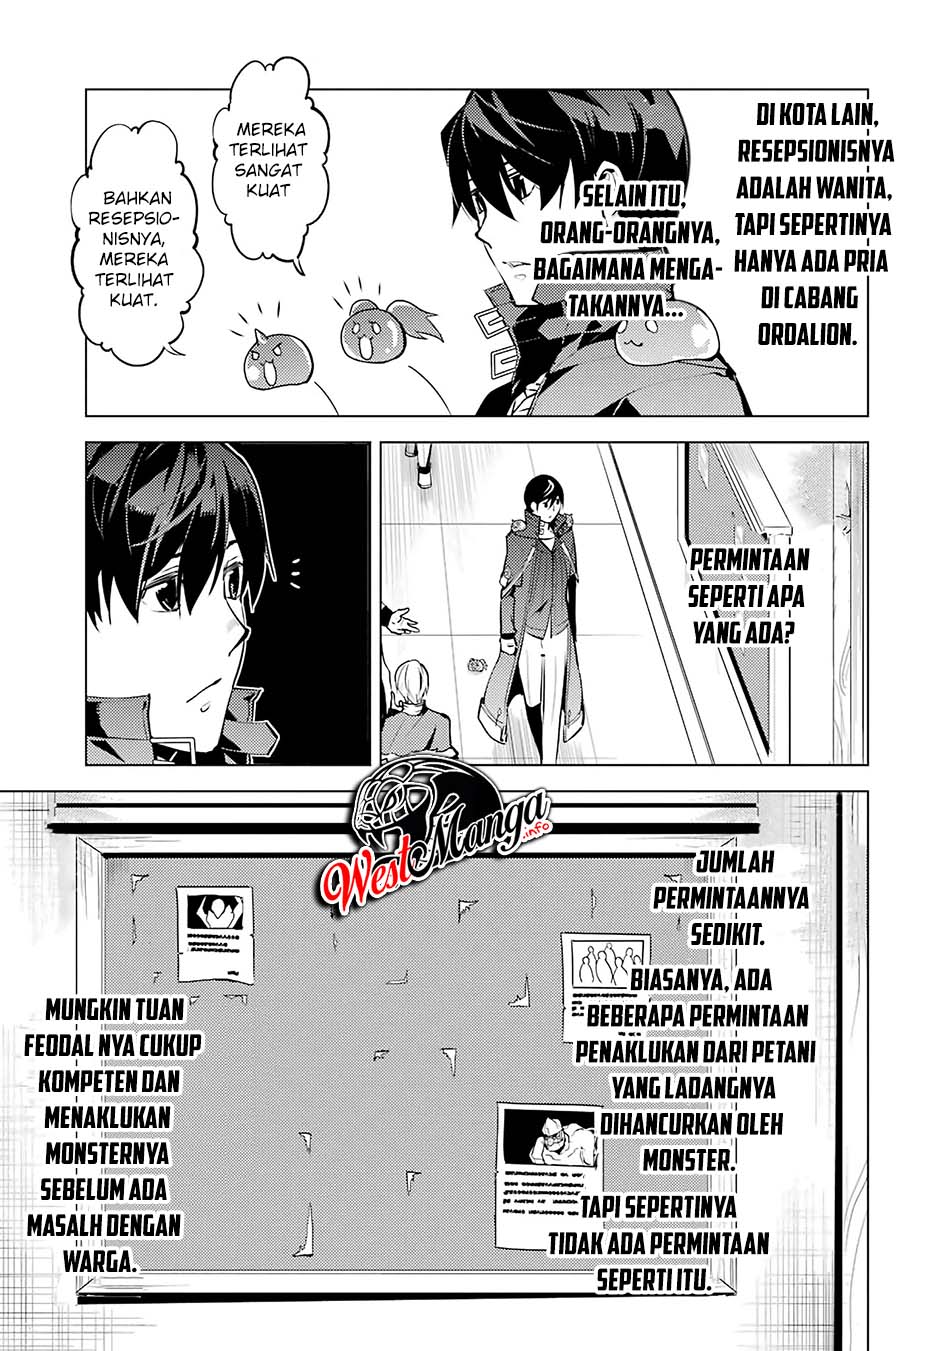 DI KOTA LAIN,
RESEPSIONISNYA
ADALAH WANITA,
TAPI SEPERTINYA
HANYA ADA PRIA
DI CABANG
ORDALION.
SELAIN ITU,
ORANG-ORANGNYA,
BAGAIMANA MENGA-
TAKANNYA...
MEREKA
TERLIHAT
SANGAT
KUAT
BAHKAN
RESEPSIO-
NISNYA,
MEREKA
TERLIHAT
KUAT.
PERMINTAAN
SEPERTI APA
YANG ADA?
JUMLAH
PERMINTAANNYA
SEDIKIT.
BIASANYA, ADA
BEBERAPA PERMINTAAN
PENAKLUKAN DARI PETANI
YANG LADANGNYA
DIHANCURKAN OLEH
MONSTER.
TAPI SEPERTINYA
TIDAK ADA PERMINTAAN
SEPERTI ITU.
MUNGKIN TUAN
FEODAL NYA CUKUP
KOMPETEN DAN
MENAKLUKAN
MONSTERNYA
SEBELUM ADA
MASALH DENGAN
WARGA.
WestManga
.info